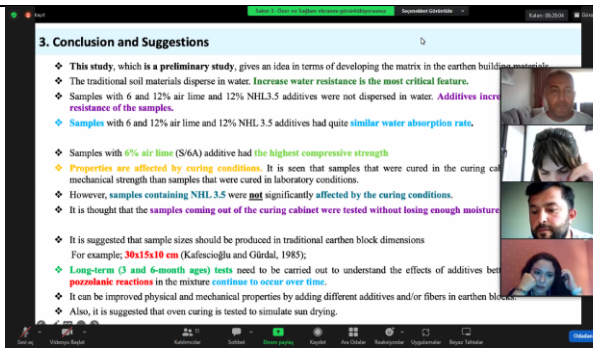 Kayıt
Salon 3- Özer ve Sağlam ekranını görüntülüyorsunuz
Seçenekleri Görüntüle
Kalan:
3. Conclusion and Suggestions
❖ This study, which is a preliminary study, gives an idea in terms of developing the matrix in the earthen building materials.
❖ The traditional soil materials disperse in water. Increase water resistance is the most critical feature.
❖ Samples with 6 and 12% air lime and 12% NHL3.5 additives were not dispersed in water. Additives incre
resistance of the samples.
❖ Samples with 6 and 12% air lime and 12% NHL 3.5 additives had quite similar water absorption rate.
❖ Samples with 6% air lime (S/6A) additive had the highest compressive strength
❖ Properties are affected by curing conditions. It is seen that samples that were cured in the curing cab
mechanical strength than samples that were cured in laboratory conditions.
❖ However, samples containing NHL 3.5 were not significantly affected by the curing conditions.
❖ It is thought that the samples coming out of the curing cabinet were tested without losing enough moisture
❖ It is suggested that sample sizes should be produced in traditional earthen block dimensions
For example; 30x15x10 cm (Kafescioğlu and Gürdal, 1985);
❖ Long-term (3 and 6-month ages) tests need to be carried out to understand the effects of additives bett
pozzolanic reactions in the mixture continue to occur over time.
❖ It can be improved physical and mechanical properties by adding different additives and/or fibers in earthen blocks.
❖ Also, it is suggested that oven curing is tested to simulate sun drying.
Sesi aç
Videoyu Başlat
Katılımcılar
11
Sohbet
Ekranı paylaş
Kaydet
Ara Odalar
Reaksiyonlar
Uygulamalar
Beyaz Tahtalar
Odadan